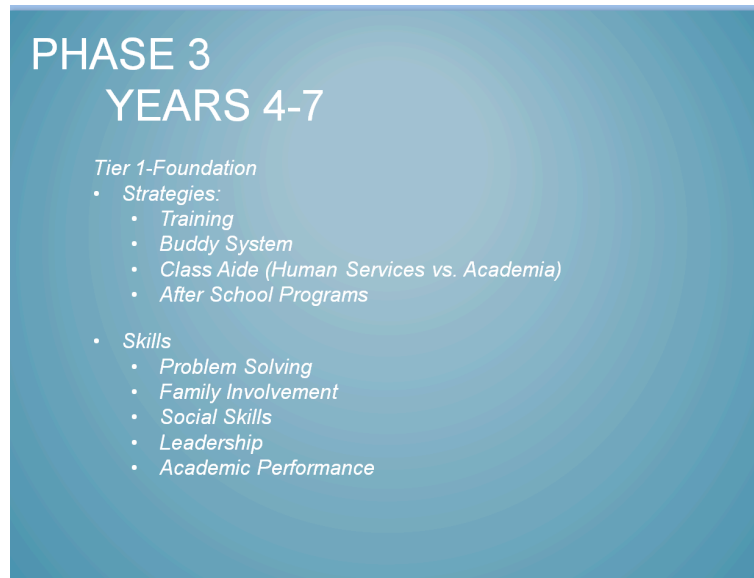 PHASE 3
YEARS 4-7
Tier 1-Foundation
• Strategies:
• Training
• Buddy System
• Class Aide (Human Services vs. Academia)
• After School Programs
• Skills
• Problem Solving
• Family Involvement
• Social Skills
• Leadership
• Academic Performance